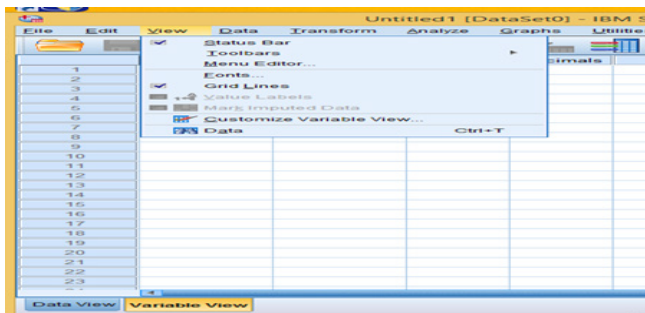 Untitled1 [DataSet0] - IBM S
File Edit View Data Transform Analyze Graphs Utilitie
Status Bar
Toolbars
Menu Editor...
Fonts...
Grid Lines
Value Labels
Mark Imputed Data
Customize Variable View...
Data Ctrl+T
cimals
1
2
3
4
5
6
7
8
9
10
11
12
13
14
15
16
17
18
19
20
21
22
23
Data View Variable View